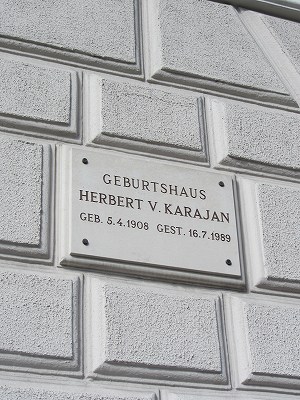 GEBURTSHAUS
HERBERT V. KARAJAN
GEB. 5.4.1908 GEST. 16.7.1989